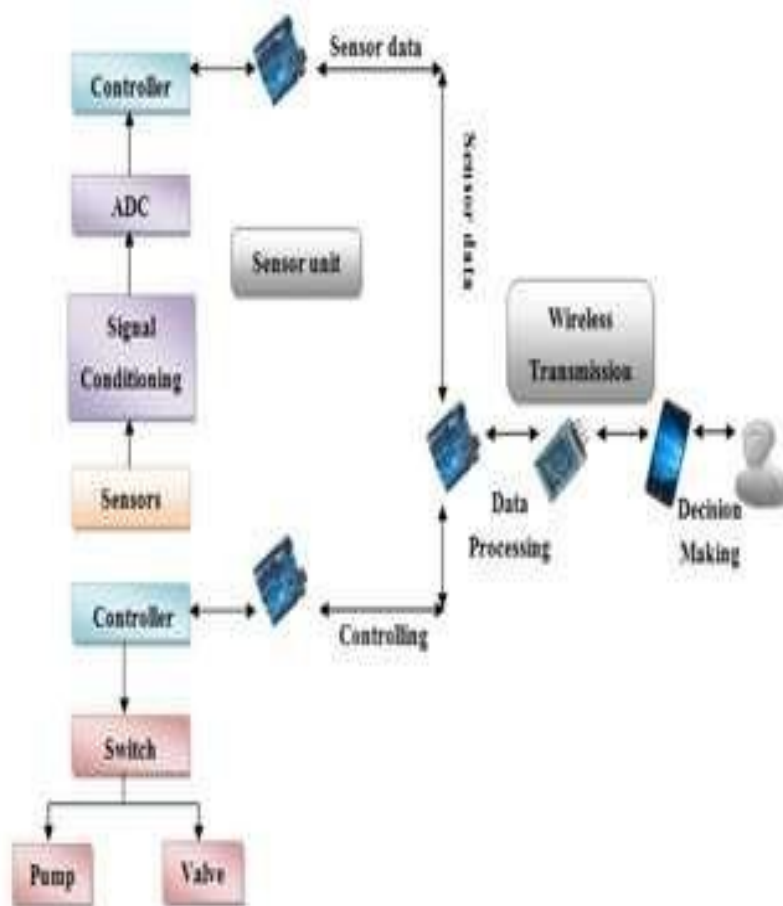 Sensor data
Controller
Sensor data
ADC
Sensor unit
Signal
Conditioning
Wireless
Transmission
Sensors
Data
Processing
Decision
Making
Controller
Controlling
Switch
Pump
Valve